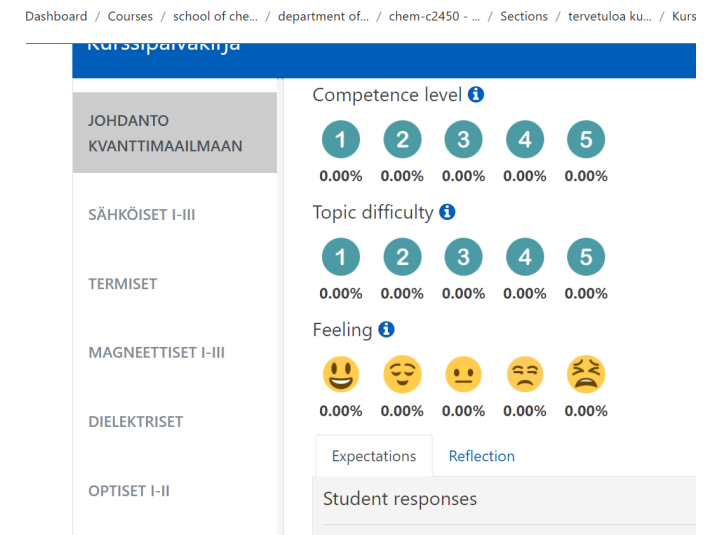 Dashboard / Courses / school of che... / department of... / chem-c2450 - ... / Sections / tervetuloa ku... / Kurs
Kurssipäiväkirja
JOHDANTO
KVANTTIMAAILMAAN
SÄHKÖISET I-III
TERMISET
MAGNEETTISET I-III
DIELEKTRISET
OPTISET I-II
Competence level
1 2 3 4 5
0.00% 0.00% 0.00% 0.00% 0.00%
Topic difficulty
1 2 3 4 5
0.00% 0.00% 0.00% 0.00% 0.00%
Feeling
0.00% 0.00% 0.00% 0.00% 0.00%
Expectations Reflection
Student responses